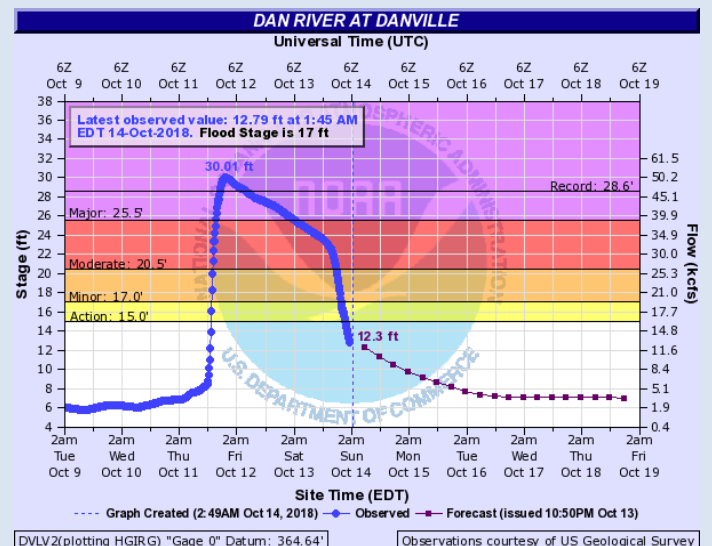 DAN RIVER AT DANVILLE
Universal Time (UTC)
6Z 6Z 6Z 6Z 6Z 6Z 6Z 6Z 6Z 6Z 6Z
Oct 9 Oct 10 Oct 11 Oct 12 Oct 13 Oct 14 Oct 15 Oct 16 Oct 17 Oct 18 Oct 19
Latest observed value: 12.79 ft at 1:45 AM
EDT 14-Oct-2018. Flood Stage is 17 ft
30.01 ft
Record: 28.6'
Major: 25.5'
Moderate: 20.5'
Minor: 17.0'
Action: 15.0'
12.3 ft
Stage (ft)
38
36
34
32
30
28
26
24
22
20
18
16
14
12
10
8
6
4
Flow (kcfs)
61.5
50.2
45.1
39.9
34.9
30.0
25.3
21.0
17.7
14.8
11.6
8.4
5.1
1.9
0.4
NOAA
U.S. DEPARTMENT OF COMMERCE
2am 2am 2am 2am 2am 2am 2am 2am 2am 2am 2am
Tue Wed Thu Fri Sat Sun Mon Tue Wed Thu Fri
Oct 9 Oct 10 Oct 11 Oct 12 Oct 13 Oct 14 Oct 15 Oct 16 Oct 17 Oct 18 Oct 19
Site Time (EDT)
Graph Created (2:49AM Oct 14, 2018) Observed Forecast (issued 10:50PM Oct 13)
DVLV2(plotting HGIRG) "Gage 0" Datum: 364.64'
Observations courtesy of US Geological Survey